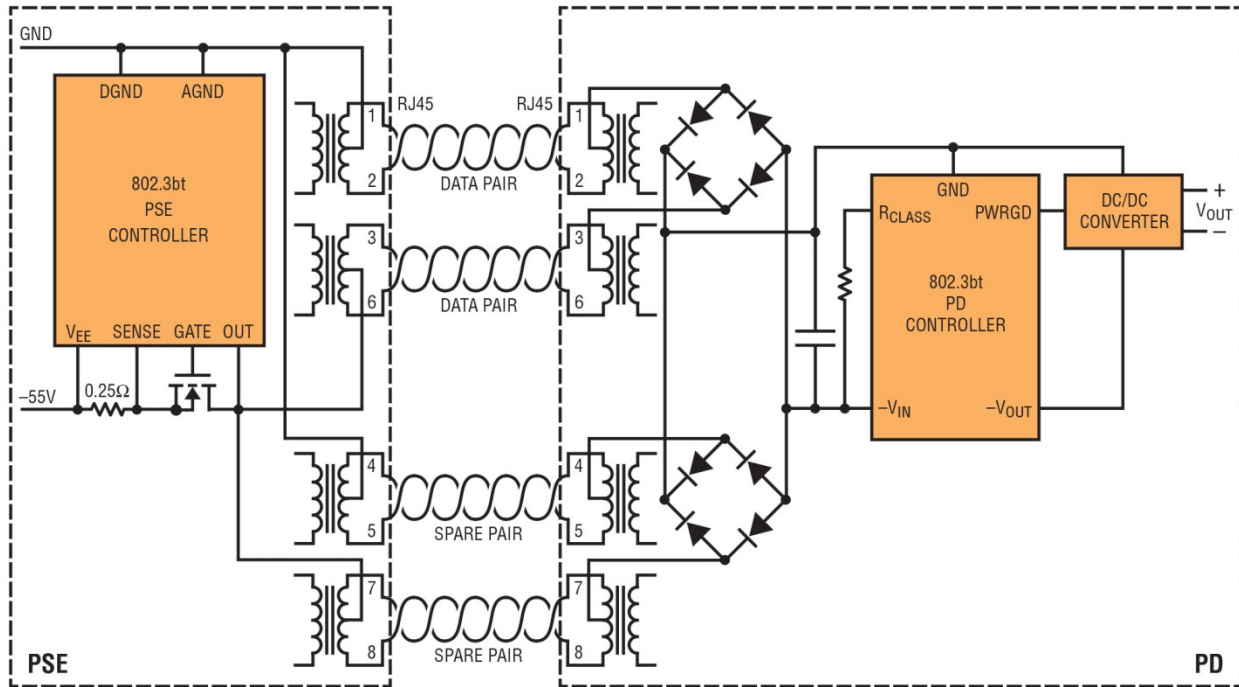 GND
DGND
AGND
802.3bt
PSE
CONTROLLER
VEE
SENSE
GATE
OUT
–55V
0.25Ω
PSE
RJ45
RJ45
1
2
DATA PAIR
1
2
3
6
DATA PAIR
3
6
4
5
SPARE PAIR
4
5
7
8
SPARE PAIR
7
8
GND
RCLASS
PWRGD
802.3bt
PD
CONTROLLER
–VIN
–VOUT
DC/DC
CONVERTER
+
VOUT
–
PD